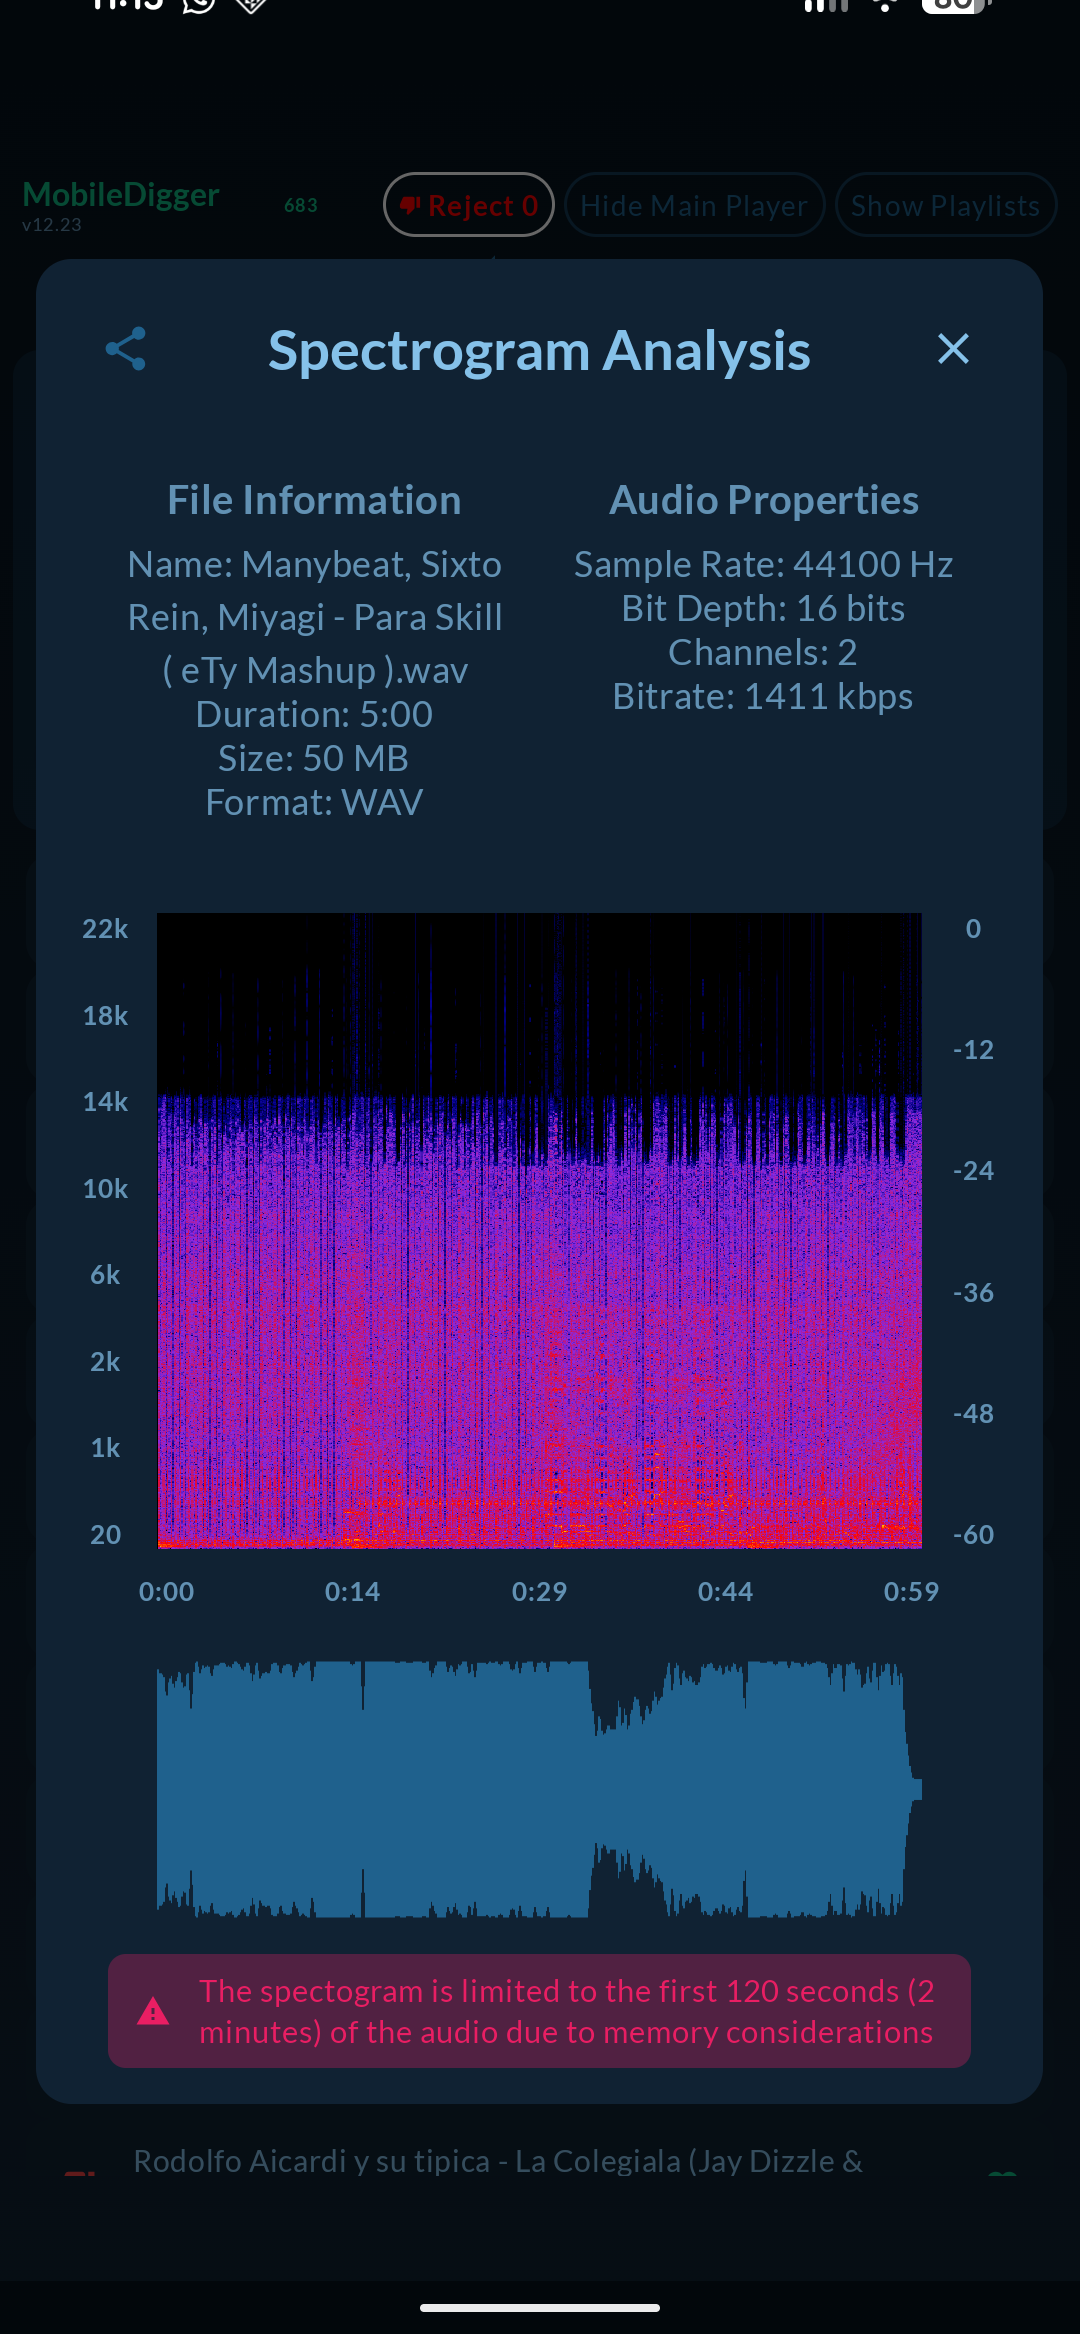 MobileDigger
v12.23
683
Reject 0
Hide Main Player
Show Playlists
Spectrogram Analysis
File Information
Name: Manybeat, Sixto
Rein, Miyagi - Para Skill
( eTy Mashup ).wav
Duration: 5:00
Size: 50 MB
Format: WAV
Audio Properties
Sample Rate: 44100 Hz
Bit Depth: 16 bits
Channels: 2
Bitrate: 1411 kbps
22k
18k
14k
10k
6k
2k
1k
20
0
-12
-24
-36
-48
-60
0:00
0:14
0:29
0:44
0:59
The spectogram is limited to the first 120 seconds (2
minutes) of the audio due to memory considerations
Rodolfo Aicardi y su tipica - La Colegiala (Jay Dizzle &